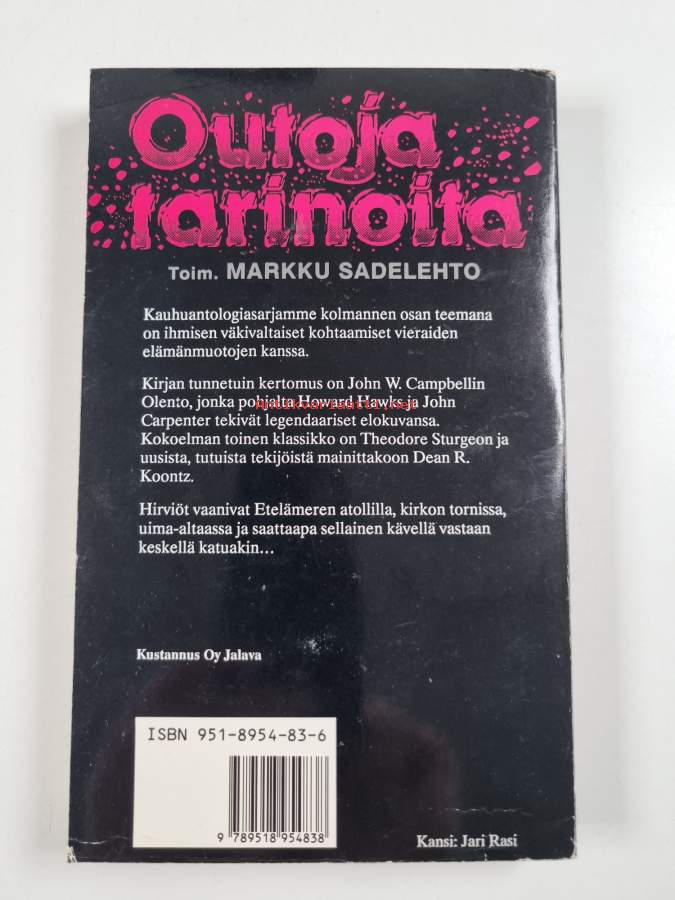 Outoja
tarinoita
Toim. MARKKU SADELEHTO
Kauhuantologiasarjamme kolmannen osan teemana
on ihmisen väkivaltaiset kohtaamiset vieraiden
elämänmuotojen kanssa.
Kirjan tunnetuin kertomus on John W. Campbellin
Olento, jonka pohjalta Howard Hawks ja John
Antikvariaatti.net
Carpenter tekivät legendaariset elokuvansa.
Kokoelman toinen klassikko on Theodore Sturgeon ja
uusista, tutuista tekijöistä mainittakoon Dean R.
Koontz.
Hirviöt vaanivat Etelämeren atollilla, kirkon tornissa,
uima-altaassa ja saattaapa sellainen kävellä vastaan
keskellä katuakin...
Kustannus Oy Jalava
ISBN 951-8954-83-6
9 789518 954838
Kansi: Jari Rasi